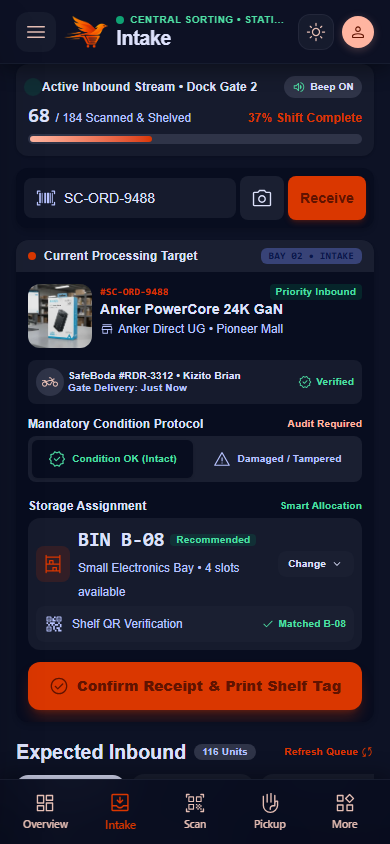 CENTRAL SORTING • STATI...
Intake
Active Inbound Stream • Dock Gate 2
Beep ON
68 / 184 Scanned & Shelved
37% Shift Complete
SC-ORD-9488
Receive
Current Processing Target
BAY 02 • INTAKE
#SC-ORD-9488
Priority Inbound
Anker PowerCore 24K GaN
Anker Direct UG • Pioneer Mall
SafeBoda #RDR-3312 • Kizito Brian
Gate Delivery: Just Now
Verified
Mandatory Condition Protocol
Audit Required
Condition OK (Intact)
Damaged / Tampered
Storage Assignment
Smart Allocation
BIN B-08
Recommended
Small Electronics Bay • 4 slots
available
Change
Shelf QR Verification
Matched B-08
Confirm Receipt & Print Shelf Tag
Expected Inbound
116 Units
Refresh Queue
Overview
Intake
Scan
Pickup
More